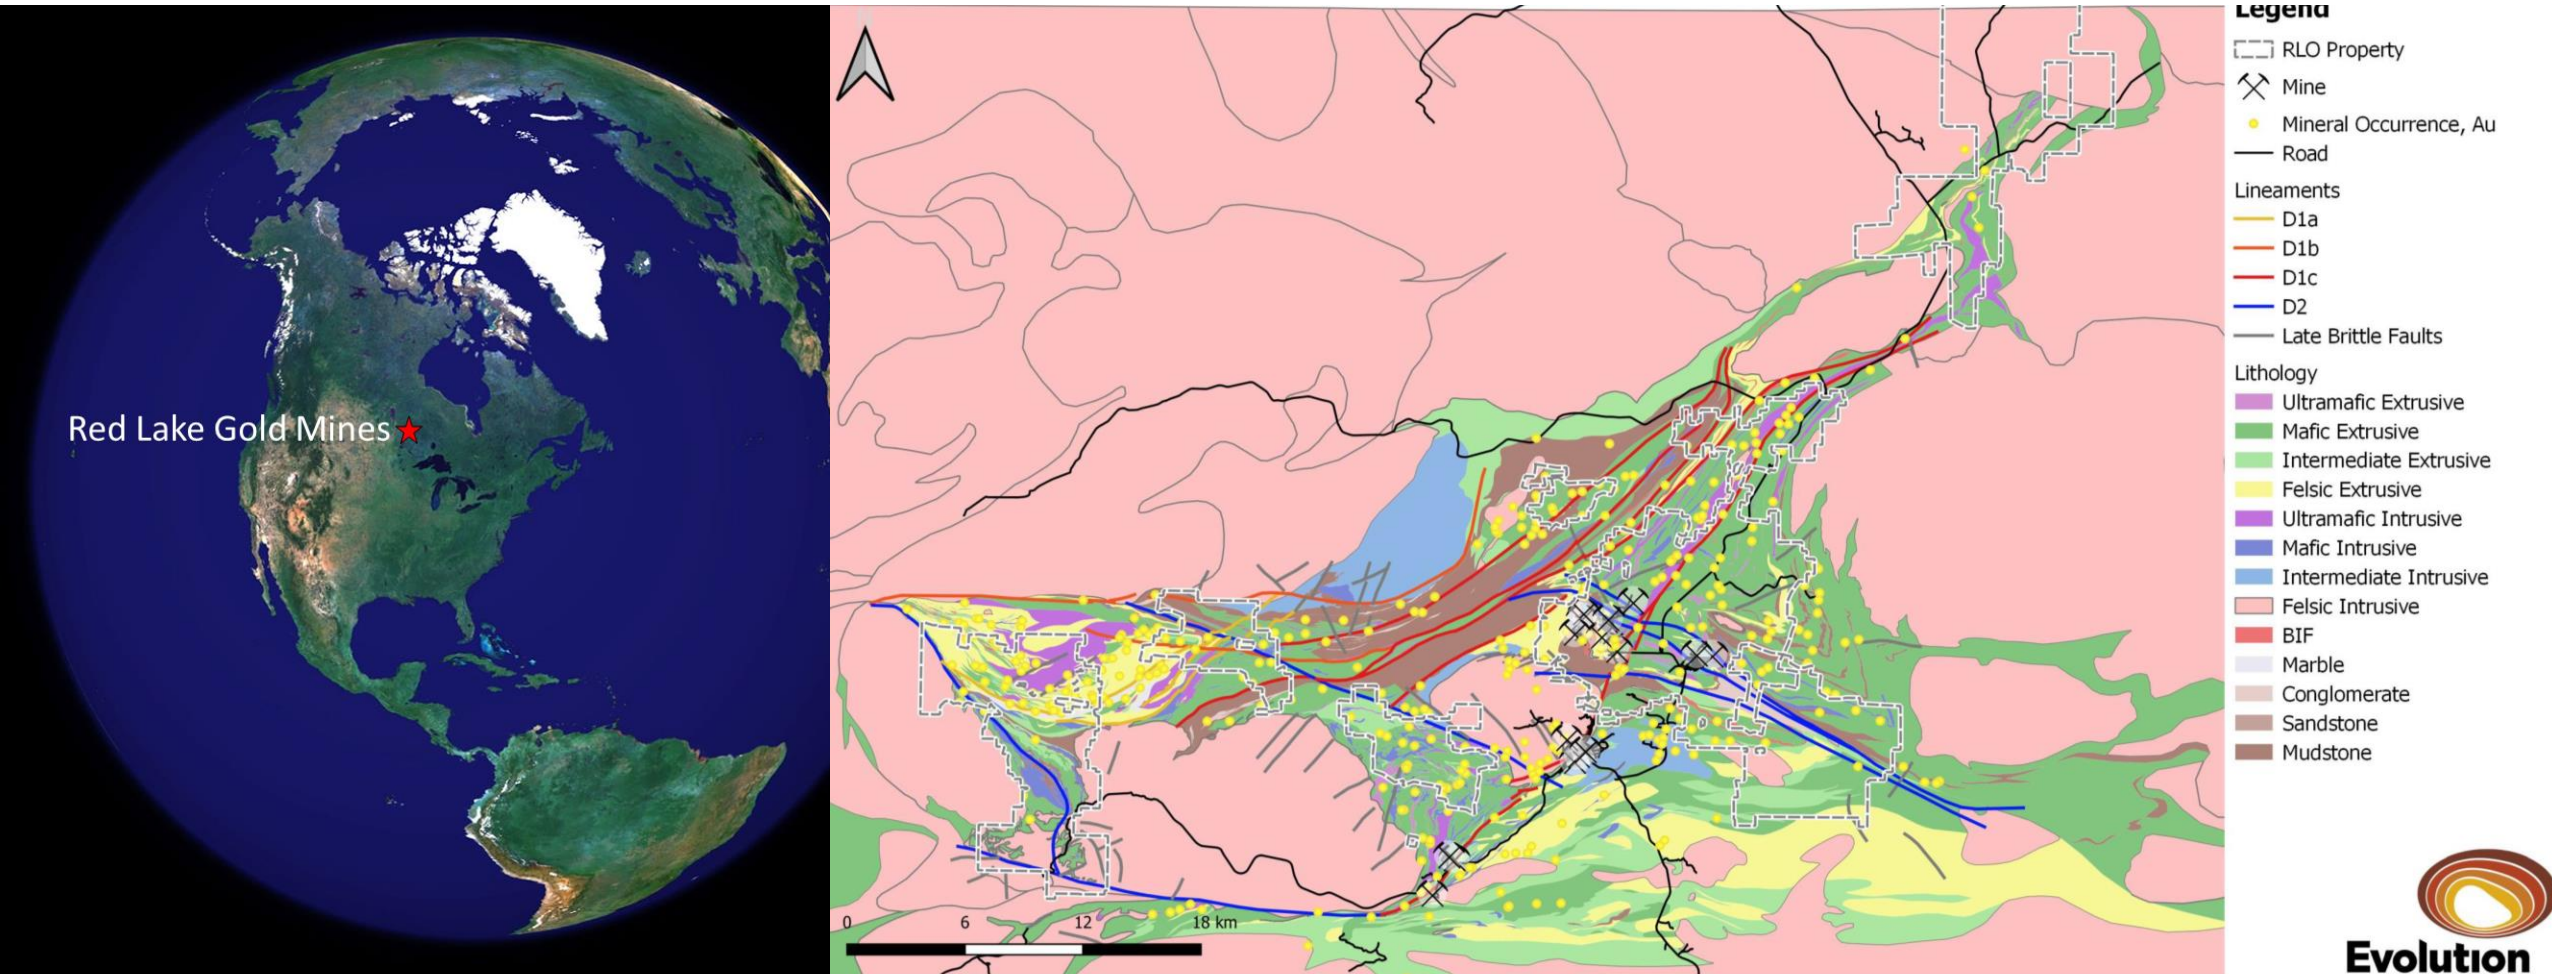 Red Lake Gold Mines
0 6 12 18 km
Legend
RLO Property
Mine
Mineral Occurrence, Au
Road
Lineaments
D1a
D1b
D1c
D2
Late Brittle Faults
Lithology
Ultramafic Extrusive
Mafic Extrusive
Intermediate Extrusive
Felsic Extrusive
Ultramafic Intrusive
Mafic Intrusive
Intermediate Intrusive
Felsic Intrusive
BIF
Marble
Conglomerate
Sandstone
Mudstone
Evolution